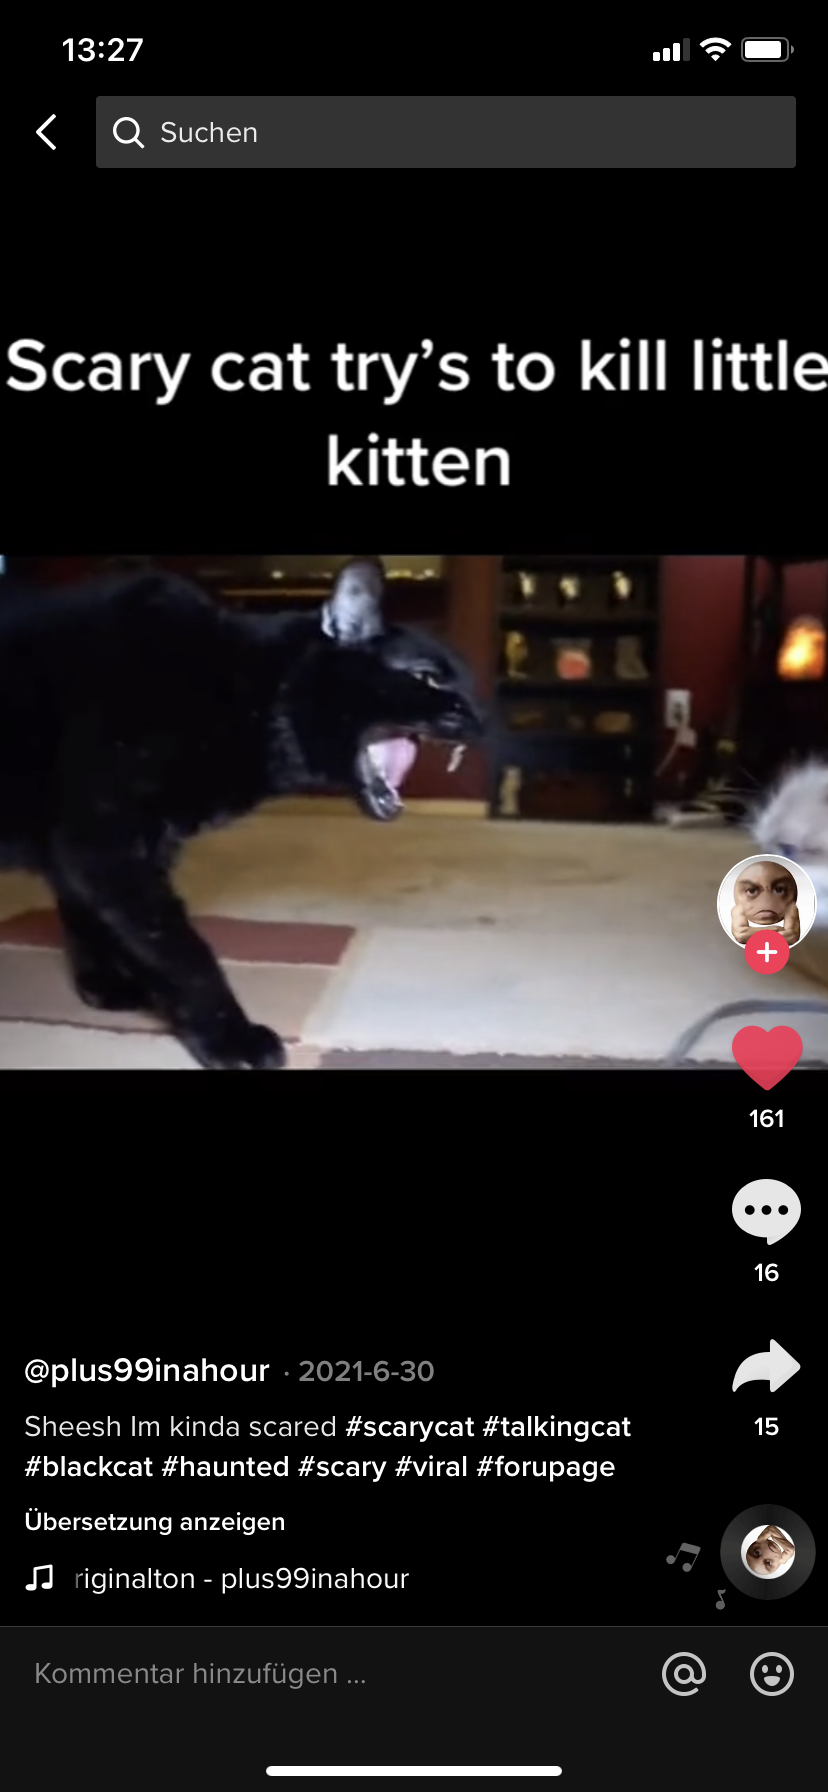 13:27
Suchen
Scary cat try's to kill little
kitten
161
16
@plus99inahour · 2021-6-30
15
Sheesh Im kinda scared #scarycat #talkingcat
#blackcat #haunted #scary #viral #forupage
Übersetzung anzeigen
riginalton - plus99inahour
Kommentar hinzufügen ...